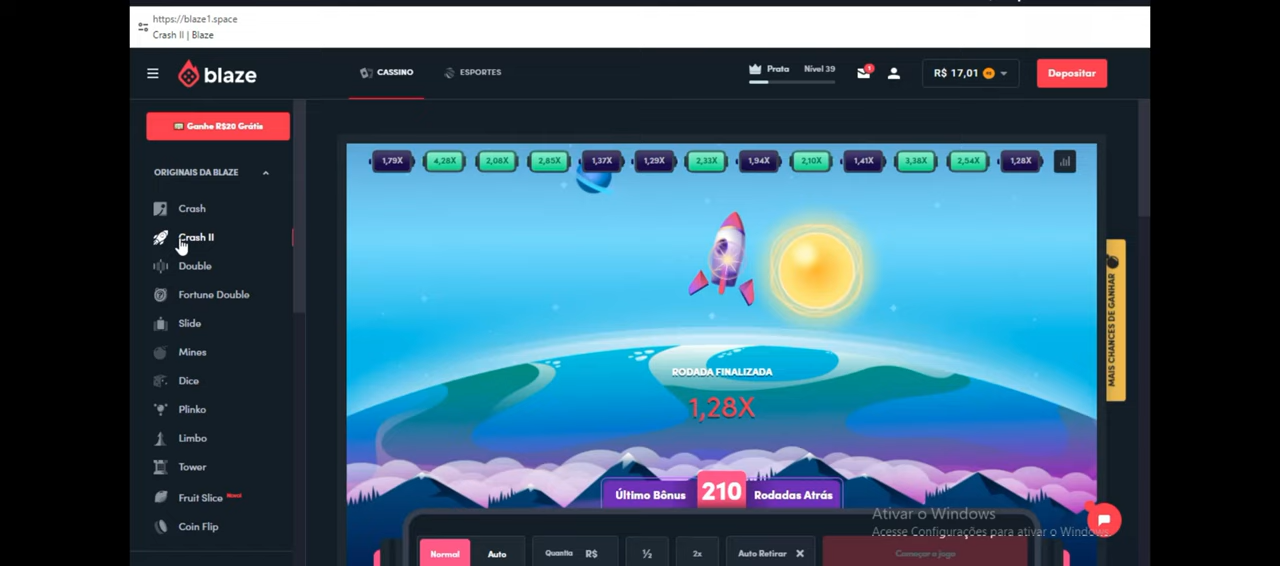 https://blaze1.space
Crash II | Blaze
blaze
CASSINO
ESPORTES
Prata Nível 39
1
R$ 17,01
Depositar
Ganhe R$20 Grátis
ORIGINAIS DA BLAZE
Crash
Crash II
Double
Fortune Double
Slide
Mines
Dice
Plinko
Limbo
Tower
Fruit Slice
Coin Flip
1,79X 4,28X 2,08X 2,85X 1,37X 1,29X 2,33X 1,94X 2,10X 1,41X 3,38X 2,54X 1,28X
RODADA FINALIZADA
1,28X
Último Bônus 210 Rodadas Atrás
MAIS CHANCES DE GANHAR
Ativar o Windows
Acesse Configurações para ativar o Windows.
Normal Auto Quantia R$ ½ 2x Auto Retirar Começar o jogo